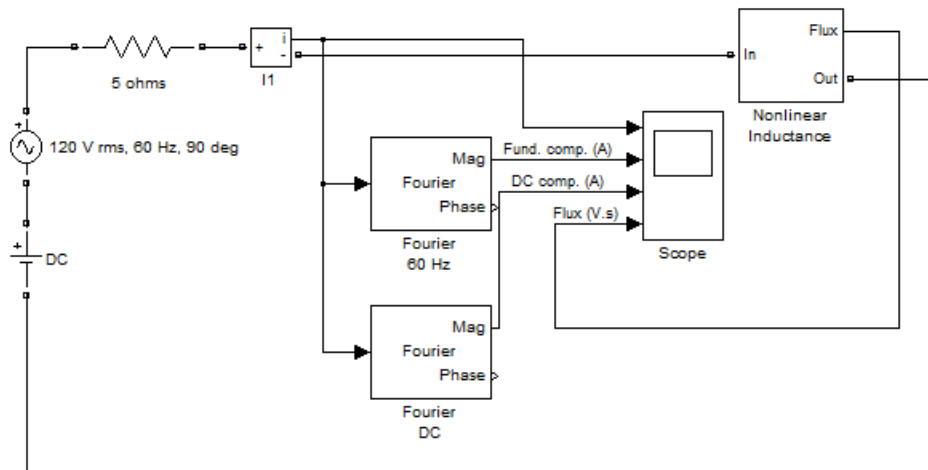 i
+
-
I1
5 ohms
Flux
In
Out
Nonlinear
Inductance
+
120 V rms, 60 Hz, 90 deg
Mag
Fourier
Phase
Fourier
60 Hz
Fund. comp. (A)
DC comp. (A)
Flux (V.s)
Scope
+
DC
Mag
Fourier
Phase
Fourier
DC